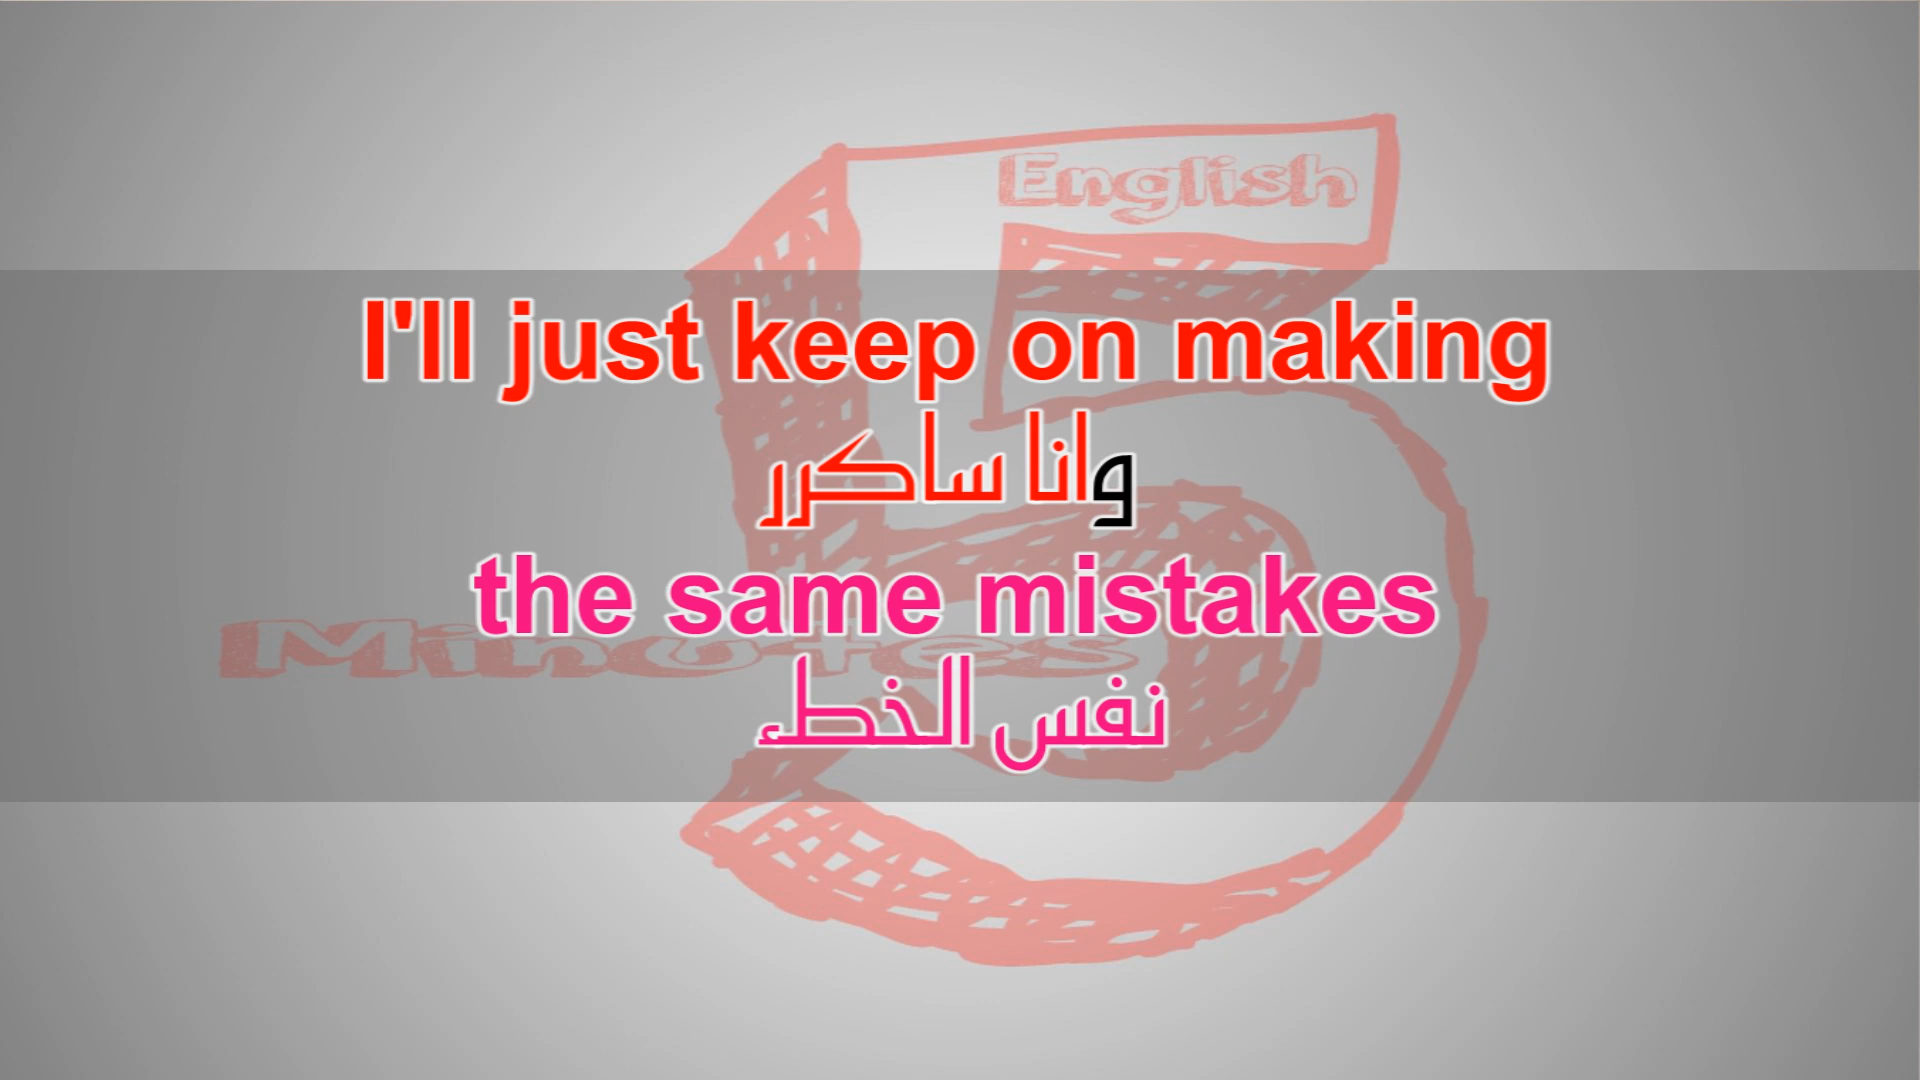 English
I'll just keep on making
وانا ساكرر
the same mistakes
Minutes
نفس الخطء